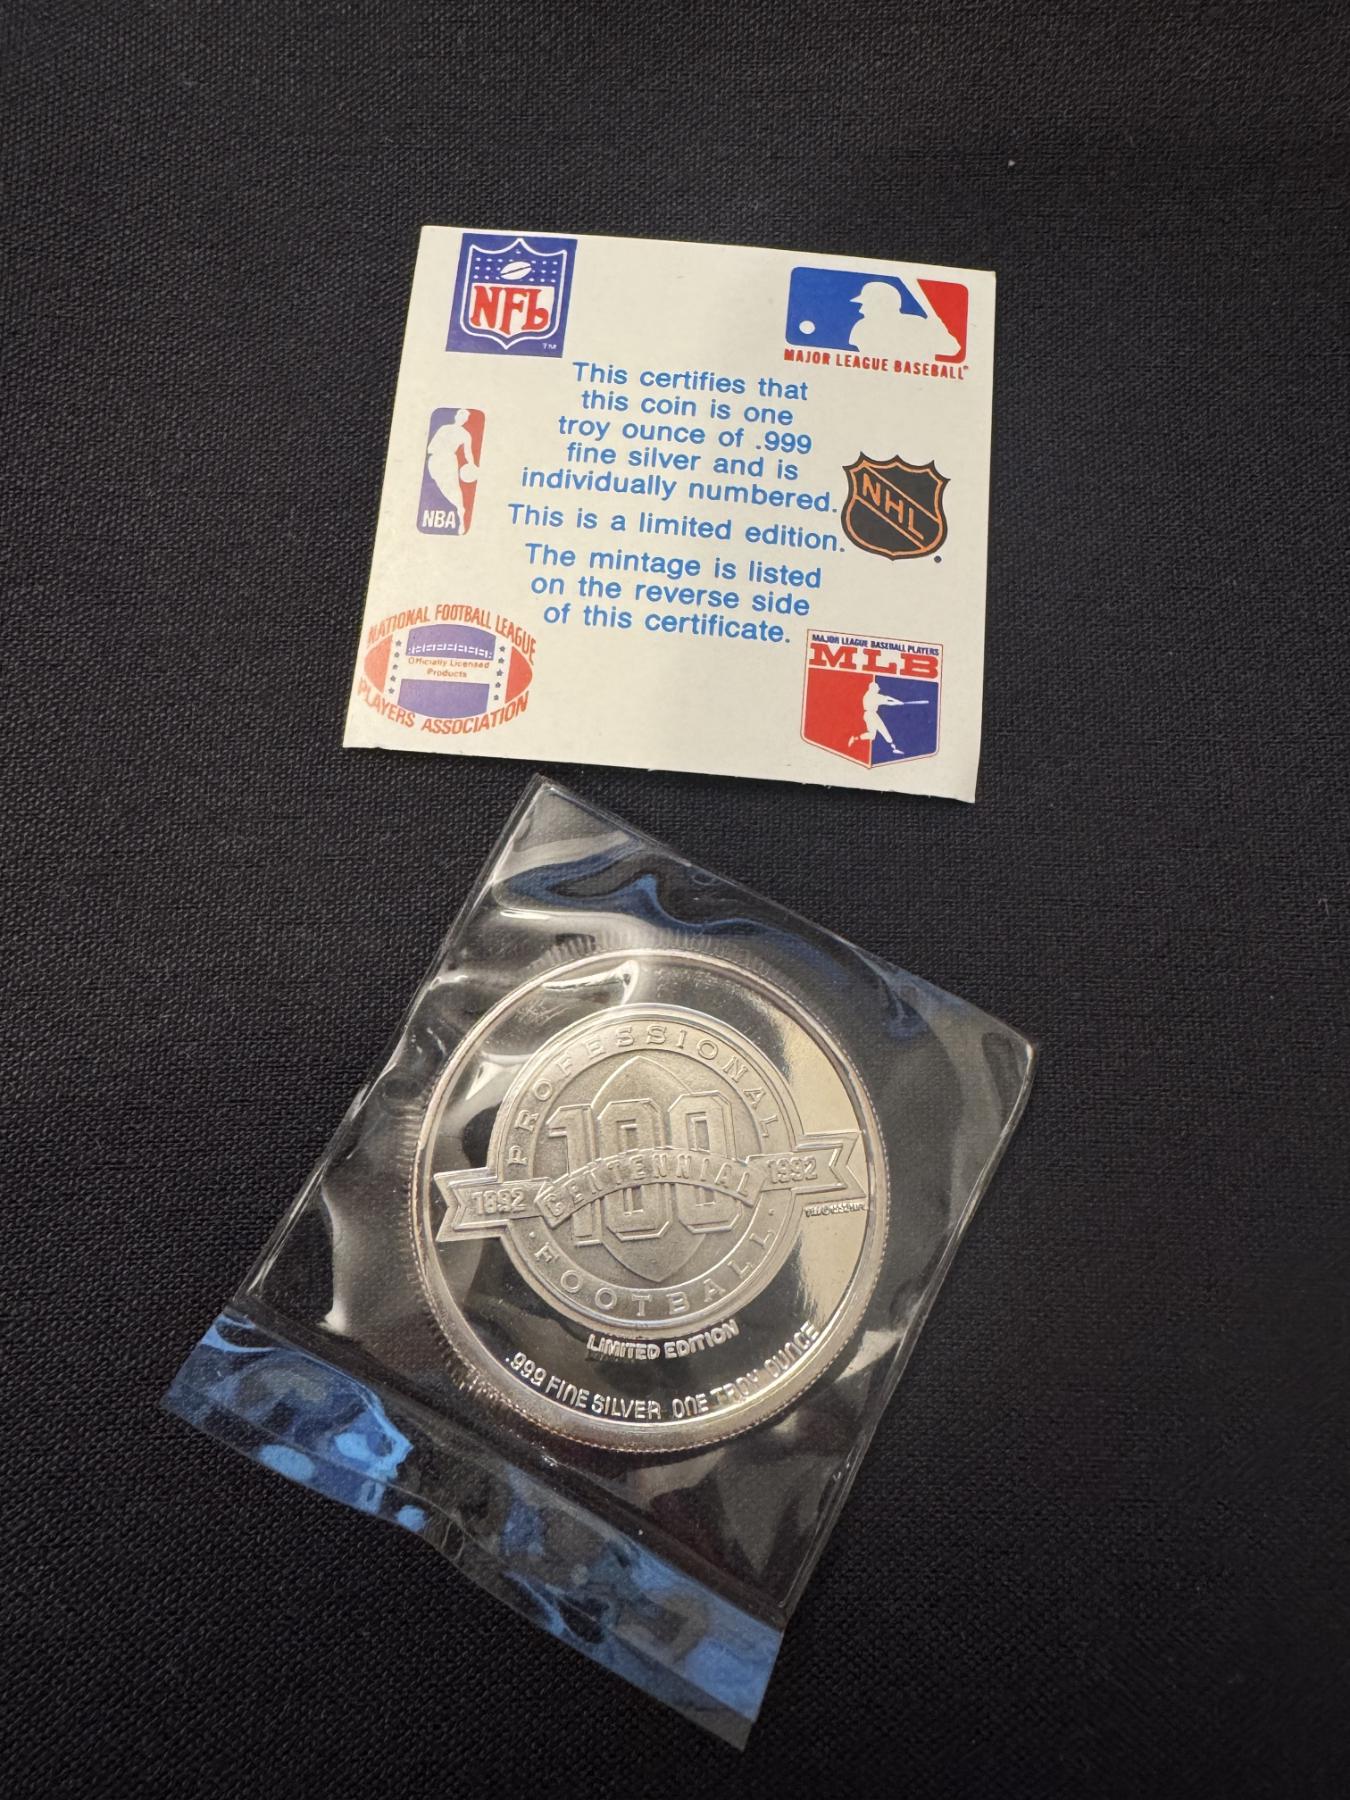 NFL
TM
MAJOR LEAGUE BASEBALL
This certifies that
this coin is one
troy ounce of .999
fine silver and is
individually numbered.
This is a limited edition.
The mintage is listed
on the reverse side
of this certificate.
NBA
NHL
NATIONAL FOOTBALL LEAGUE
Officially Licensed
Products
PLAYERS ASSOCIATION
MAJOR LEAGUE BASEBALL PLAYERS
MLB
PROFESSIONAL
100
1892 CENTENNIAL 1992
FOOTBALL
LIMITED EDITION
.999 FINE SILVER ONE TROY OUNCE